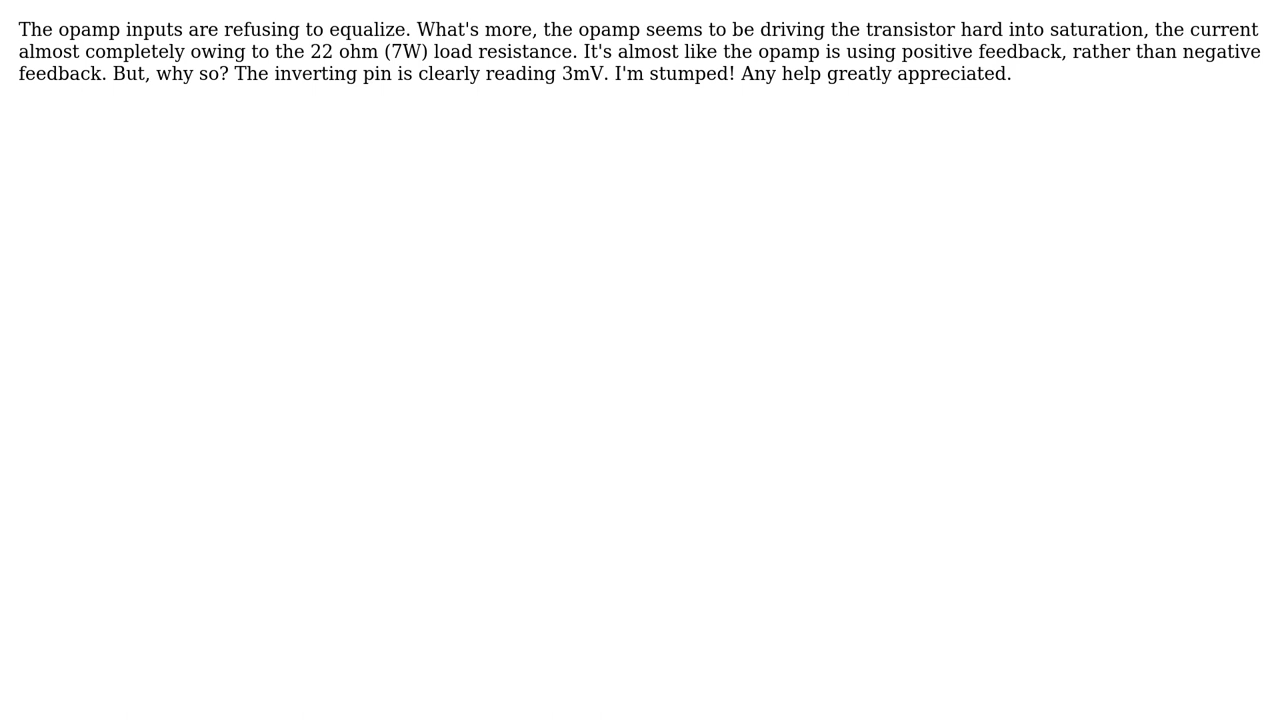 The opamp inputs are refusing to equalize. What's more, the opamp seems to be driving the transistor hard into saturation, the current
almost completely owing to the 22 ohm (7W) load resistance. It's almost like the opamp is using positive feedback, rather than negative
feedback. But, why so? The inverting pin is clearly reading 3mV. I'm stumped! Any help greatly appreciated.